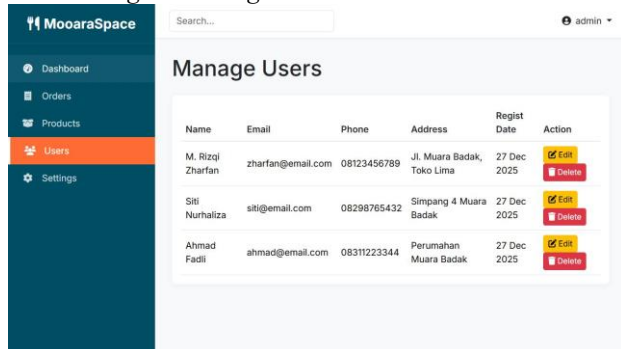 MooaraSpace
Search...
admin
Dashboard
Orders
Products
Users
Settings
Manage Users
Name Email Phone Address Regist Date Action
M. Rizqi Zharfan zharfan@email.com 08123456789 Jl. Muara Badak, Toko Lima 27 Dec 2025 Edit Delete
Siti Nurhaliza siti@email.com 08298765432 Simpang 4 Muara Badak 27 Dec 2025 Edit Delete
Ahmad Fadli ahmad@email.com 08311223344 Perumahan Muara Badak 27 Dec 2025 Edit Delete